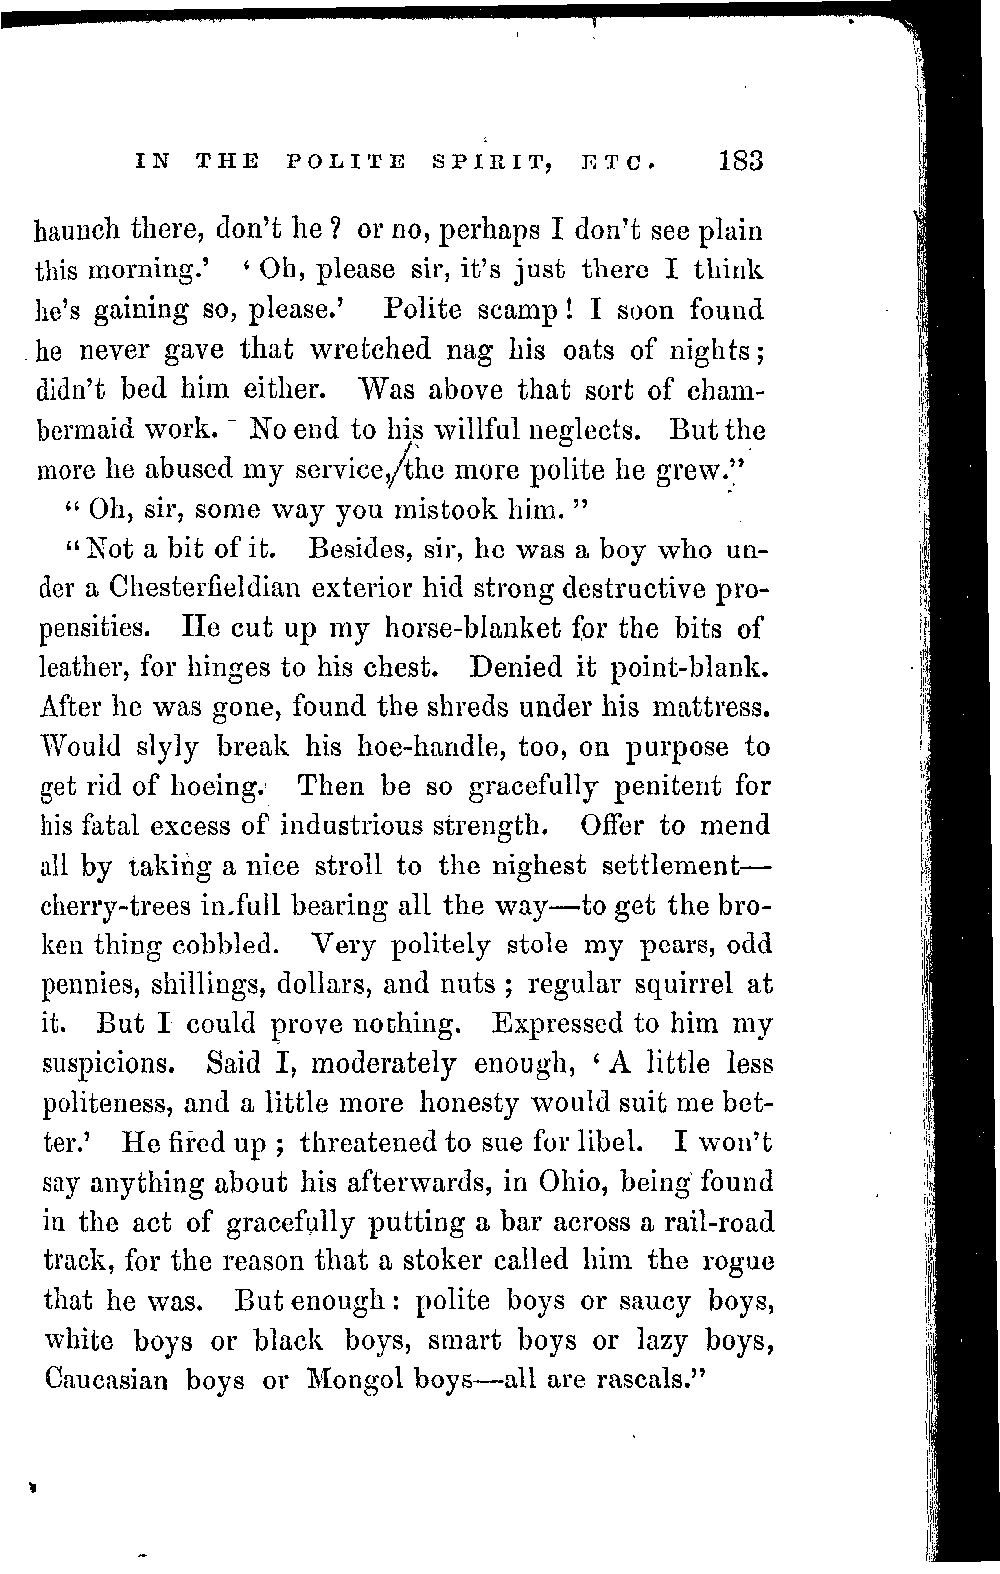 IN THE POLITE SPIRIT, ETC. 183
haunch there, don't he? or no, perhaps I don't see plain
this morning.' 'Oh, please sir, it's just there I think
he's gaining so, please.' Polite scamp! I soon found
he never gave that wretched nag his oats of nights;
didn't bed him either. Was above that sort of cham-
bermaid work. No end to his willful neglects. But the
more he abused my service, the more polite he grew."
"Oh, sir, some way you mistook him."
"Not a bit of it. Besides, sir, he was a boy who un-
der a Chesterfieldian exterior hid strong destructive pro-
pensities. He cut up my horse-blanket for the bits of
leather, for hinges to his chest. Denied it point-blank.
After he was gone, found the shreds under his mattress.
Would slyly break his hoe-handle, too, on purpose to
get rid of hoeing. Then be so gracefully penitent for
his fatal excess of industrious strength. Offer to mend
all by taking a nice stroll to the nighest settlement—
cherry-trees in full bearing all the way—to get the bro-
ken thing cobbled. Very politely stole my pears, odd
pennies, shillings, dollars, and nuts; regular squirrel at
it. But I could prove nothing. Expressed to him my
suspicions. Said I, moderately enough, 'A little less
politeness, and a little more honesty would suit me bet-
ter.' He fired up; threatened to sue for libel. I won't
say anything about his afterwards, in Ohio, being found
in the act of gracefully putting a bar across a rail-road
track, for the reason that a stoker called him the rogue
that he was. But enough: polite boys or saucy boys,
white boys or black boys, smart boys or lazy boys,
Caucasian boys or Mongol boys—all are rascals."